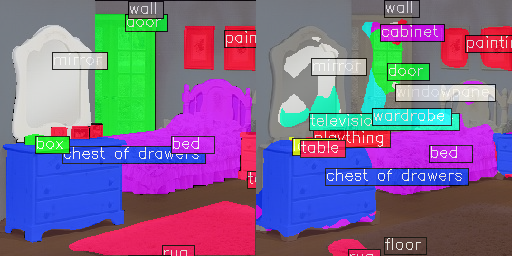 wall
door
pain
mirror
box
chest of drawers
bed
t
rug
wall
cabinet
painting
mirror
door
windowpane
television
wardrobe
plaything
table
bed
chest of drawers
floor
rug